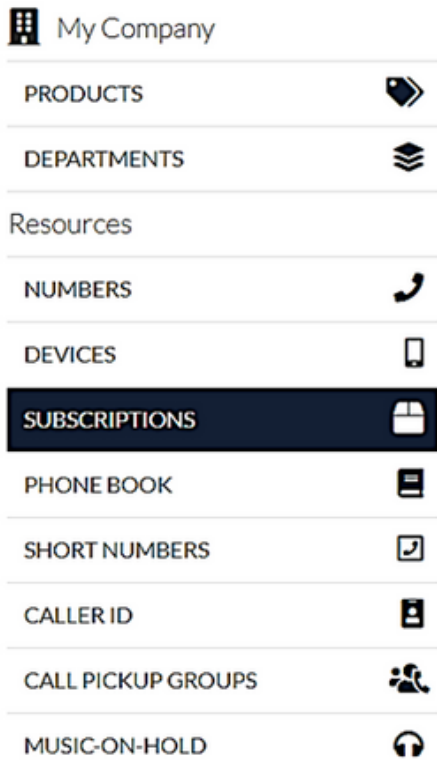 My Company
PRODUCTS
DEPARTMENTS
Resources
NUMBERS
DEVICES
SUBSCRIPTIONS
PHONE BOOK
SHORT NUMBERS
CALLER ID
CALL PICKUP GROUPS
MUSIC-ON-HOLD